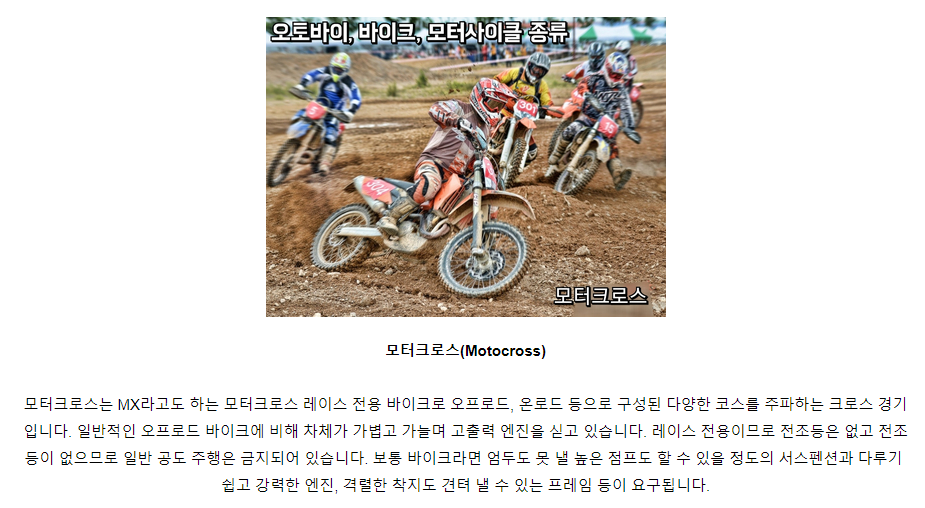 오토바이, 바이크, 모터사이클 종류
5
301
15
304
모터크로스
모터크로스(Motocross)
모터크로스는 MX라고도 하는 모터크로스 레이스 전용 바이크로 오프로드, 온로드 등으로 구성된 다양한 코스를 주파하는 크로스 경기
입니다. 일반적인 오프로드 바이크에 비해 차체가 가볍고 가늘며 고출력 엔진을 싣고 있습니다. 레이스 전용이므로 전조등은 없고 전조
등이 없으므로 일반 공도 주행은 금지되어 있습니다. 보통 바이크라면 엄두도 못 낼 높은 점프도 할 수 있을 정도의 서스펜션과 다루기
쉽고 강력한 엔진, 격렬한 착지도 견뎌 낼 수 있는 프레임 등이 요구됩니다.